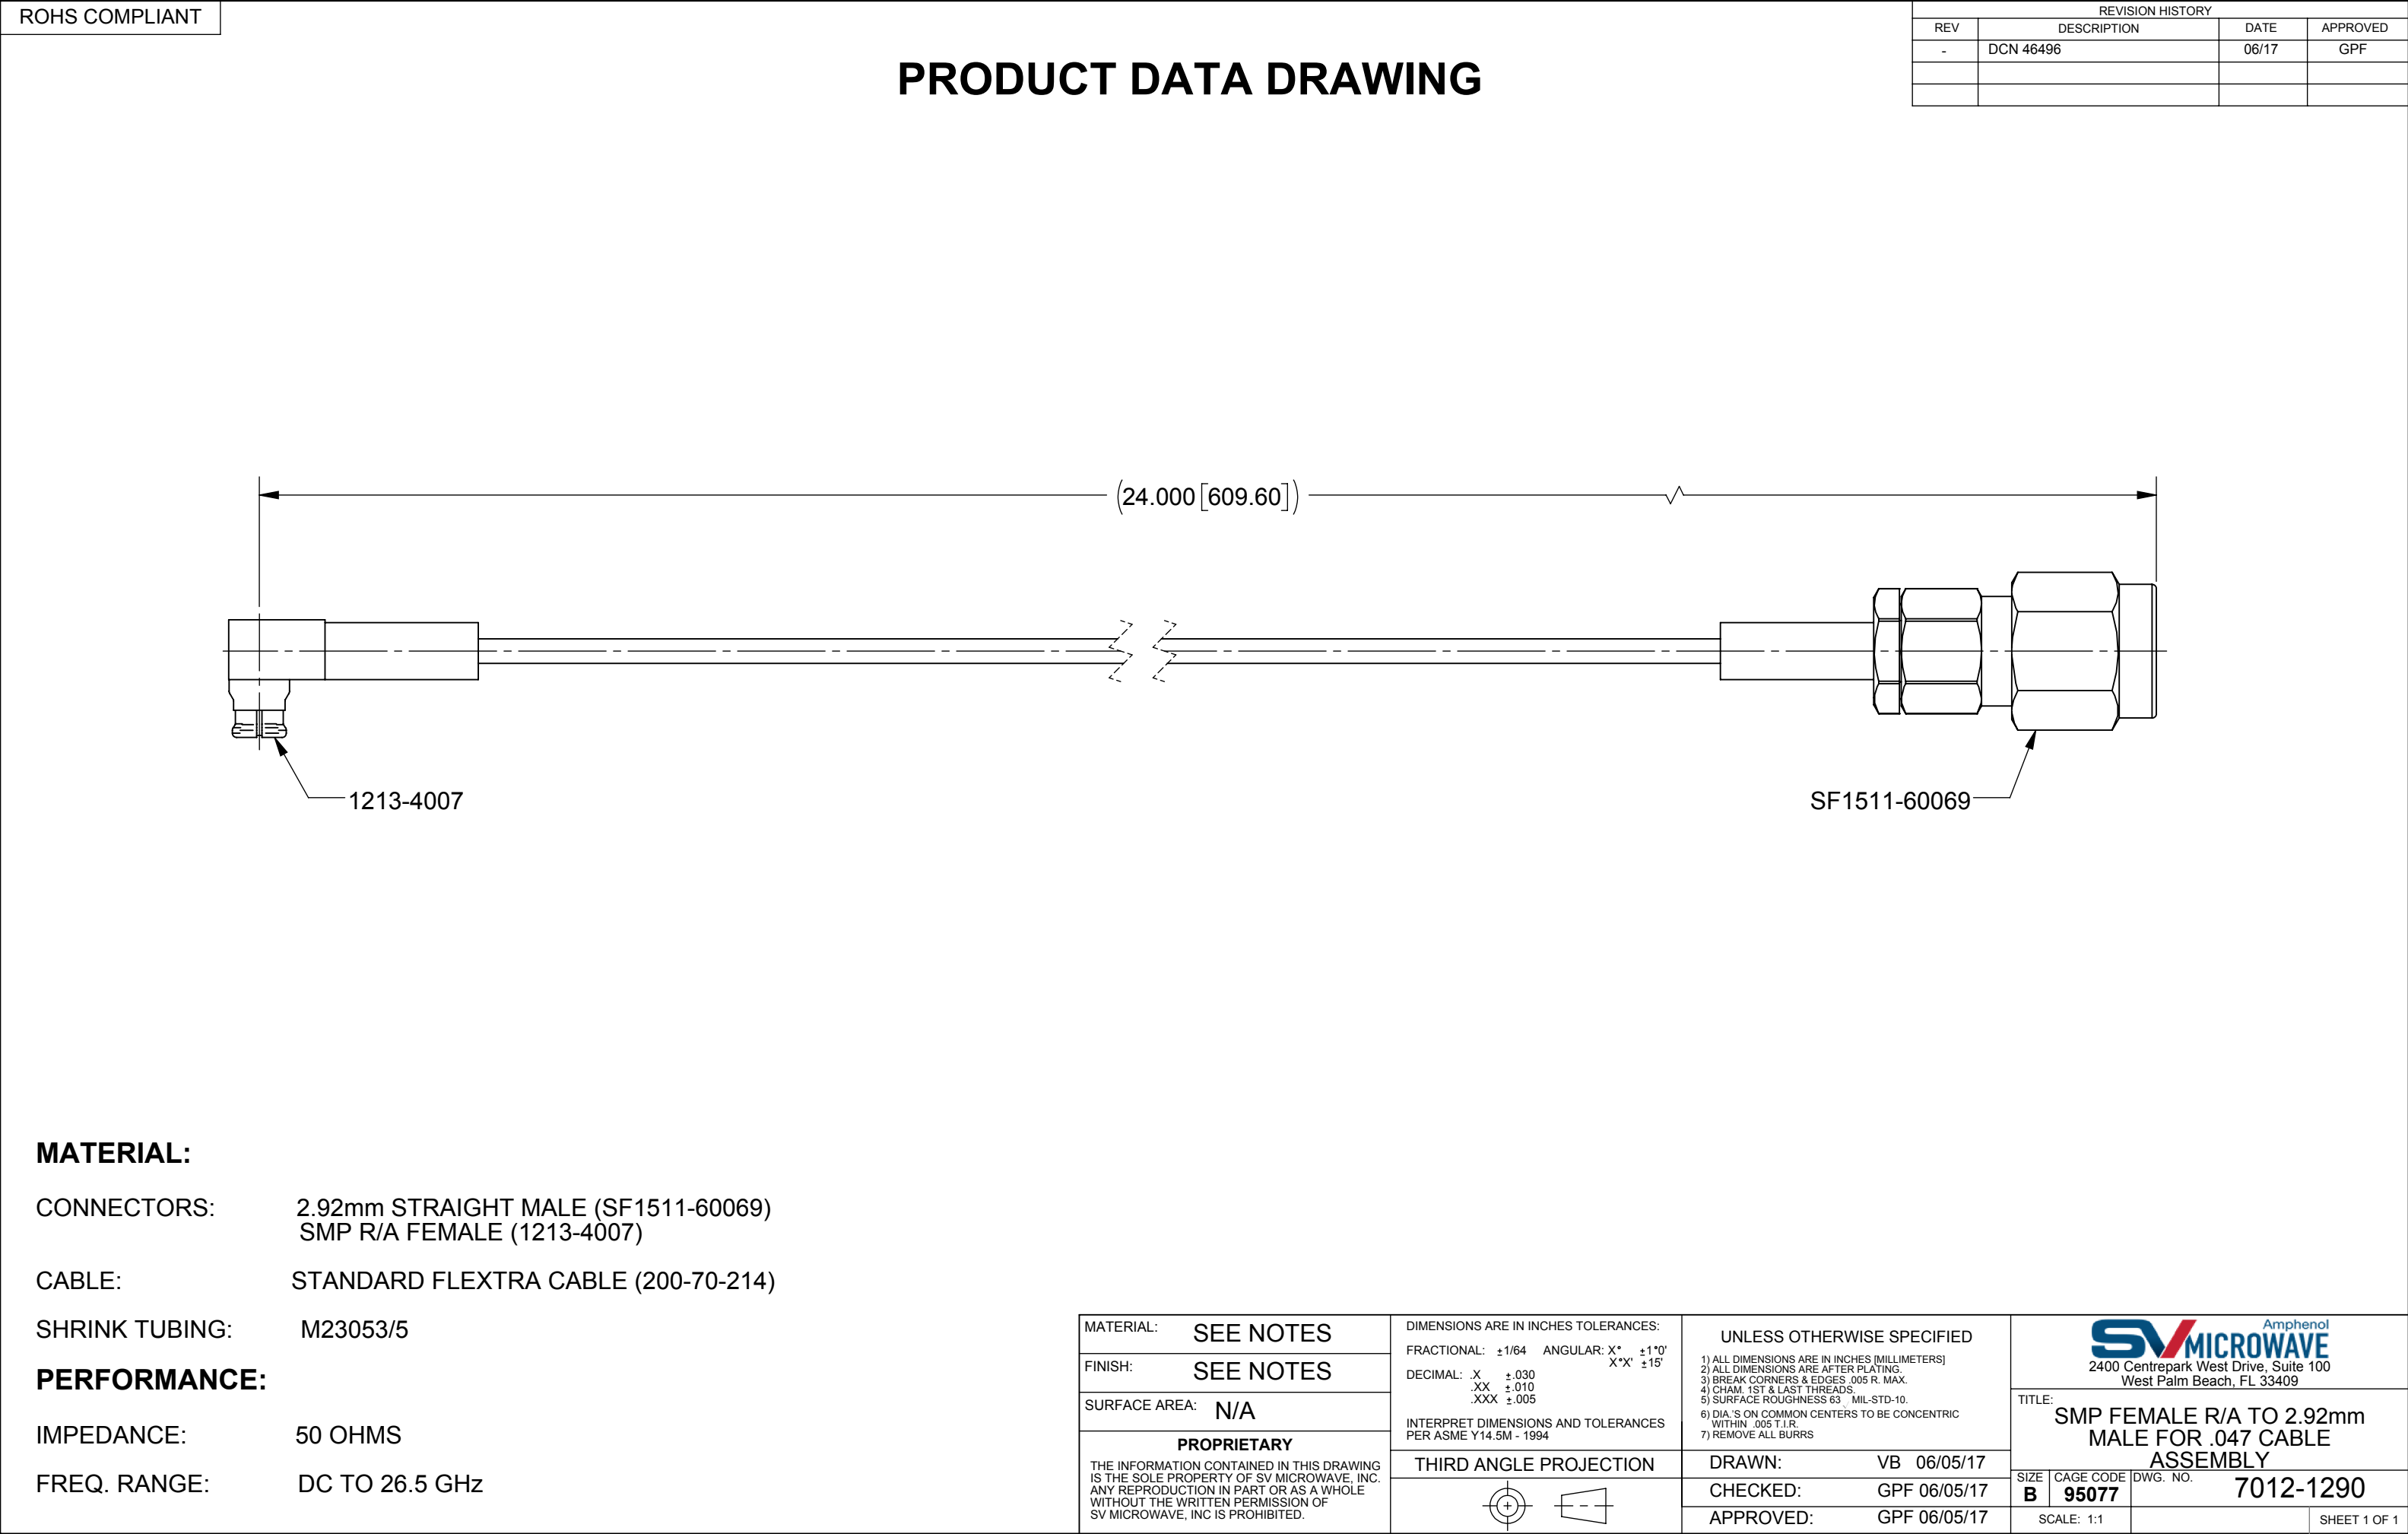 ROHS COMPLIANT
REVISION HISTORY
REV DESCRIPTION DATE APPROVED
- DCN 46496 06/17 GPF
PRODUCT DATA DRAWING
(24.000 [609.60])
1213-4007
SF1511-60069
MATERIAL:
CONNECTORS: 2.92mm STRAIGHT MALE (SF1511-60069)
SMP R/A FEMALE (1213-4007)
CABLE: STANDARD FLEXTRA CABLE (200-70-214)
SHRINK TUBING: M23053/5
PERFORMANCE:
IMPEDANCE: 50 OHMS
FREQ. RANGE: DC TO 26.5 GHz
MATERIAL: SEE NOTES
FINISH: SEE NOTES
SURFACE AREA: N/A
PROPRIETARY
THE INFORMATION CONTAINED IN THIS DRAWING
IS THE SOLE PROPERTY OF SV MICROWAVE, INC.
ANY REPRODUCTION IN PART OR AS A WHOLE
WITHOUT THE WRITTEN PERMISSION OF
SV MICROWAVE, INC IS PROHIBITED.
DIMENSIONS ARE IN INCHES TOLERANCES:
FRACTIONAL: ±1/64 ANGULAR: X° ±1°0'
X°X' ±15'
DECIMAL: .X ±.030
.XX ±.010
.XXX ±.005
INTERPRET DIMENSIONS AND TOLERANCES
PER ASME Y14.5M - 1994
THIRD ANGLE PROJECTION
UNLESS OTHERWISE SPECIFIED
1) ALL DIMENSIONS ARE IN INCHES [MILLIMETERS]
2) ALL DIMENSIONS ARE AFTER PLATING.
3) BREAK CORNERS & EDGES .005 R. MAX.
4) CHAM. 1ST & LAST THREADS.
5) SURFACE ROUGHNESS 63 MIL-STD-10.
6) DIA.'S ON COMMON CENTERS TO BE CONCENTRIC
WITHIN .005 T.I.R.
7) REMOVE ALL BURRS
DRAWN: VB 06/05/17
CHECKED: GPF 06/05/17
APPROVED: GPF 06/05/17
Amphenol
SV MICROWAVE
2400 Centrepark West Drive, Suite 100
West Palm Beach, FL 33409
TITLE:
SMP FEMALE R/A TO 2.92mm
MALE FOR .047 CABLE
ASSEMBLY
SIZE CAGE CODE DWG. NO.
B 95077 7012-1290
SCALE: 1:1 SHEET 1 OF 1